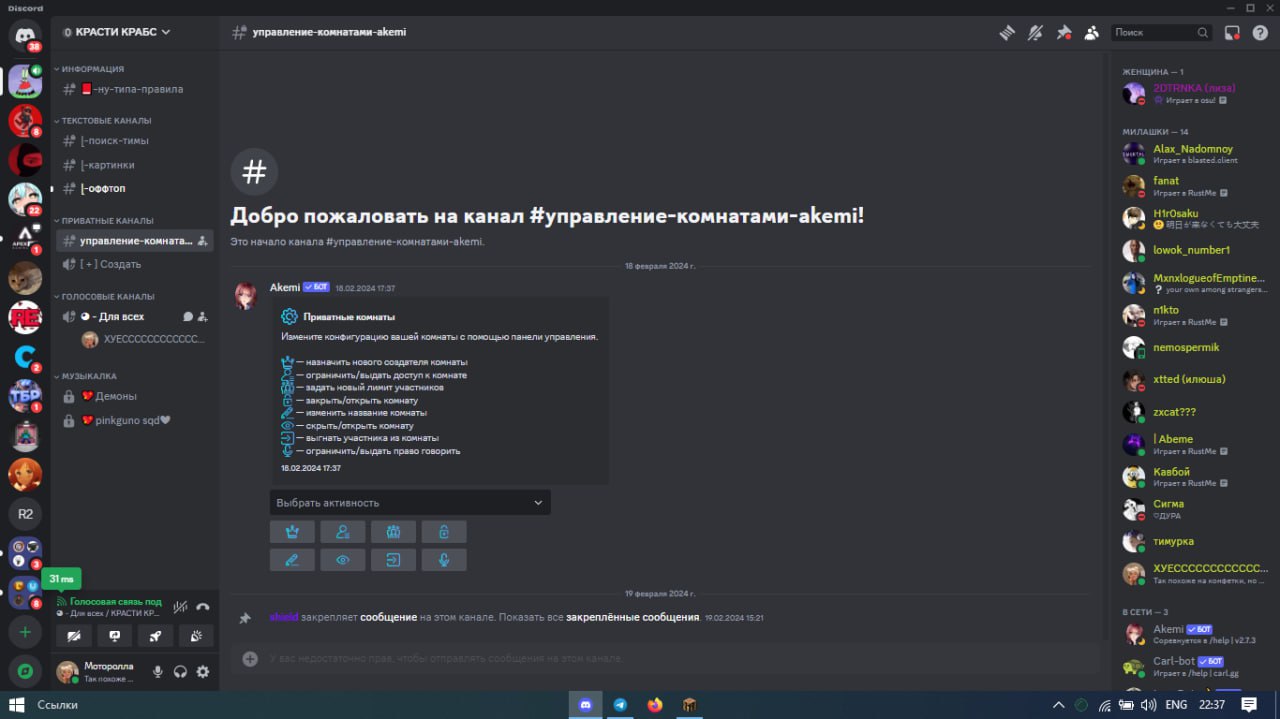 Discord
38
8
22
APEX
1
RE
2
ТБР
1
R2
3
8
КРАСТИ КРАБС
ИНФОРМАЦИЯ
-ну-типа-правила
ТЕКСТОВЫЕ КАНАЛЫ
[-поиск-тимы
[-картинки
[-оффтоп
ПРИВАТНЫЕ КАНАЛЫ
управление-комната...
[ + ] Создать
ГОЛОСОВЫЕ КАНАЛЫ
- Для всех
ХУЕСССССССССССС...
МУЗЫКАЛКА
Демоны
pinkguno sqd
31 ms
Голосовая связь под
- Для всех / КРАСТИ КР...
Моторолла
Так похоже ...
управление-комнатами-akemi
Поиск
Добро пожаловать на канал #управление-комнатами-akemi!
Это начало канала #управление-комнатами-akemi.
18 февраля 2024 г.
Akemi БОТ 18.02.2024 17:37
Приватные комнаты
Измените конфигурацию вашей комнаты с помощью панели управления.
— назначить нового создателя комнаты
— ограничить/выдать доступ к комнате
— задать новый лимит участников
— закрыть/открыть комнату
— изменить название комнаты
— скрыть/открыть комнату
— выгнать участника из комнаты
— ограничить/выдать право говорить
18.02.2024 17:37
Выбрать активность
19 февраля 2024 г.
shield закрепляет сообщение на этом канале. Показать все закреплённые сообщения. 19.02.2024 15:21
У вас недостаточно прав, чтобы отправлять сообщения на этом канале.
ЖЕНЩИНА — 1
2DTRNKA (лиза)
Играет в osu!
МИЛАШКИ — 14
Alax_Nadomnoy
Играет в blasted.client
fanat
Играет в RustMe
H1r0saku
明日が来なくても大丈夫
lowok_number1
MxnxlogueofEmptine...
your own among strangers...
n1kto
Играет в RustMe
nemospermik
xtted (илюша)
zxcat???
| Abeme
Играет в RustMe
Кавбой
Играет в RustMe
Сигма
♡ДУРА
тимурка
ХУЕСССССССССССС...
Так похоже на конфетки, но ...
В СЕТИ — 3
Akemi БОТ
Соревнуется в /help | v2.7.3
Carl-bot БОТ
Играет в /help | carl.gg
Ссылки
ENG
22:37